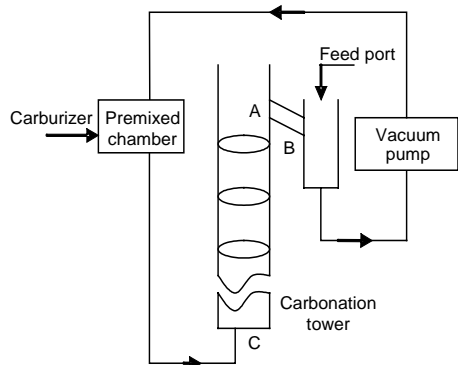 Feed port
Carburizer
Premixed
chamber
A
B
Vacuum
pump
Carbonation
tower
C